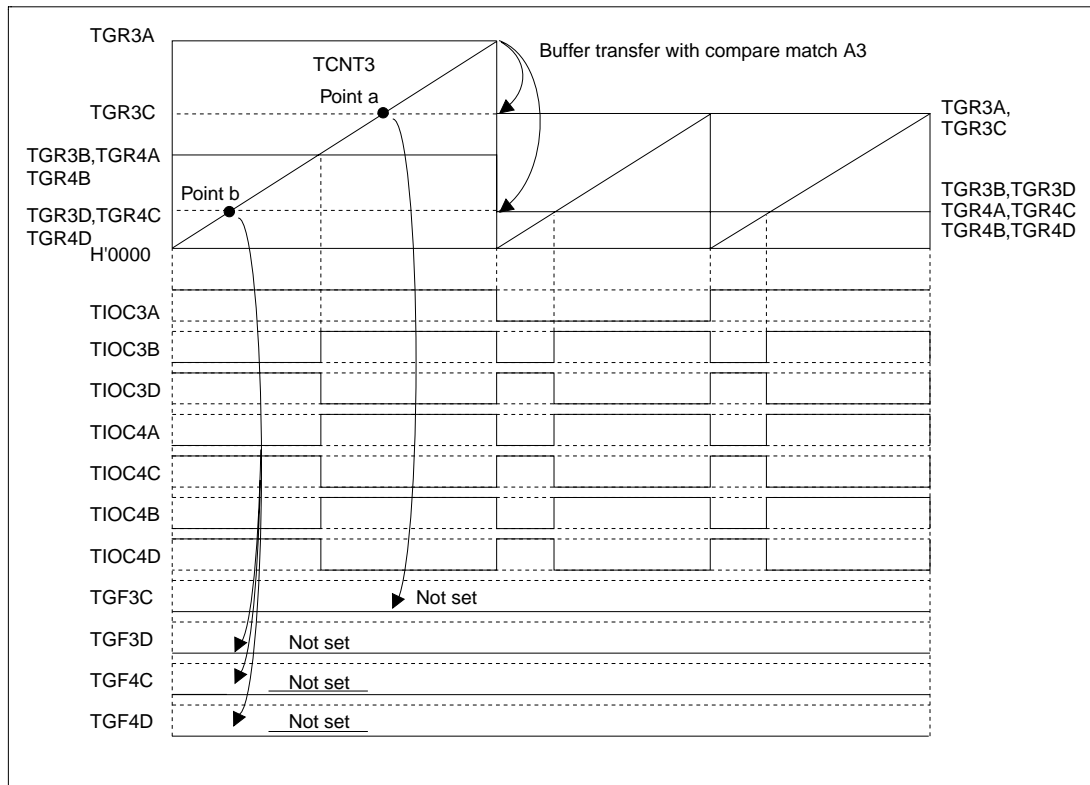 TGR3A
TCNT3
Buffer transfer with compare match A3
Point a
TGR3C
TGR3A,
TGR3C
TGR3B,TGR4A
TGR4B
Point b
TGR3D,TGR4C
TGR4D
TGR3B,TGR3D
TGR4A,TGR4C
TGR4B,TGR4D
H'0000
TIOC3A
TIOC3B
TIOC3D
TIOC4A
TIOC4C
TIOC4B
TIOC4D
TGF3C
Not set
TGF3D
Not set
TGF4C
Not set
TGF4D
Not set